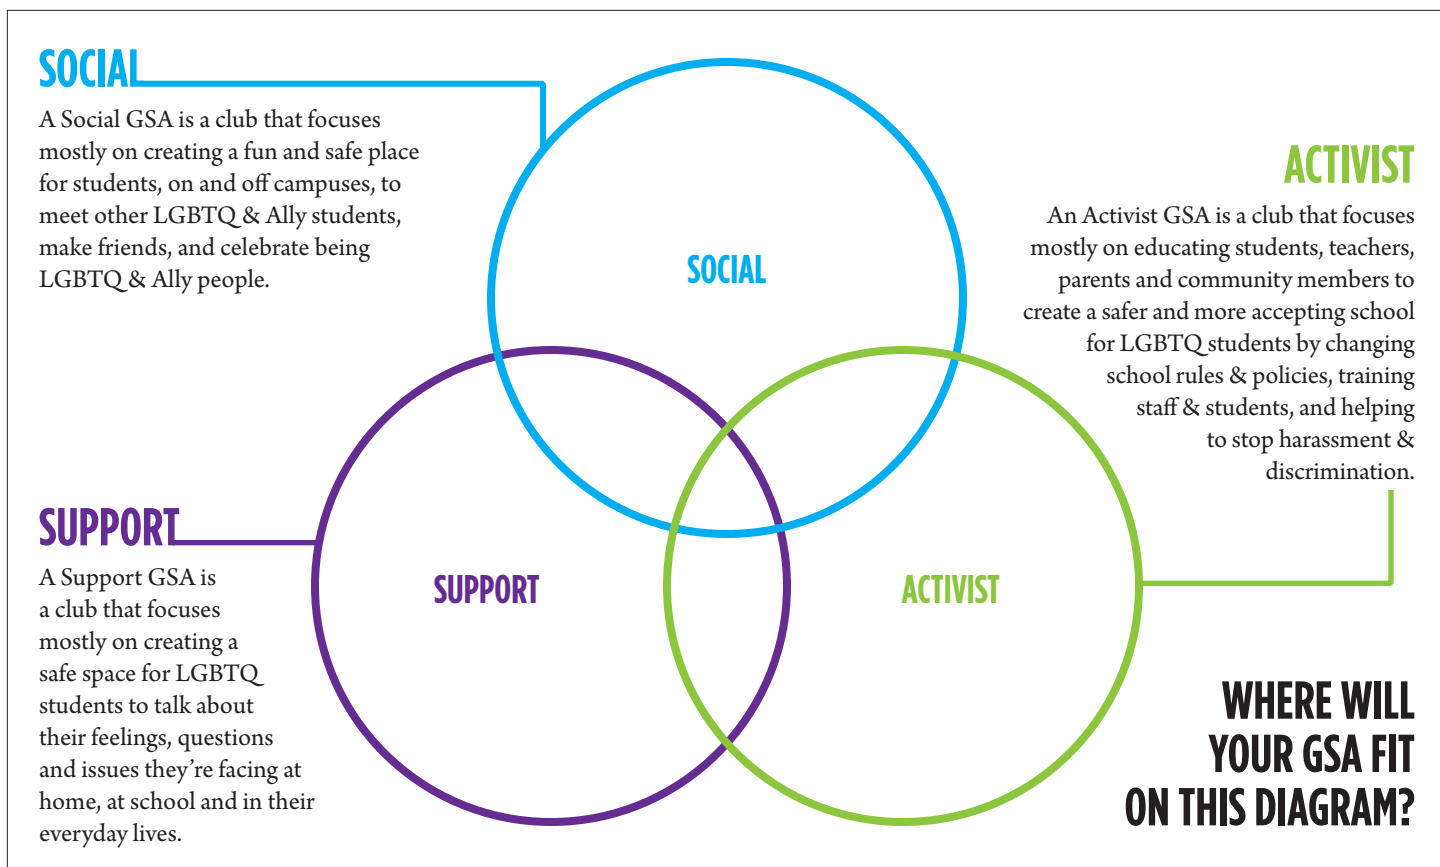 SOCIAL
A Social GSA is a club that focuses
mostly on creating a fun and safe place
for students, on and off campuses, to
meet other LGBTQ & Ally students,
make friends, and celebrate being
LGBTQ & Ally people.
SOCIAL
ACTIVIST
An Activist GSA is a club that focuses
mostly on educating students, teachers,
parents and community members to
create a safer and more accepting school
for LGBTQ students by changing
school rules & policies, training
staff & students, and helping
to stop harassment &
discrimination.
SUPPORT
A Support GSA is
a club that focuses
mostly on creating a
safe space for LGBTQ
students to talk about
their feelings, questions
and issues they’re facing at
home, at school and in their
everyday lives.
SUPPORT
ACTIVIST
WHERE WILL
YOUR GSA FIT
ON THIS DIAGRAM?